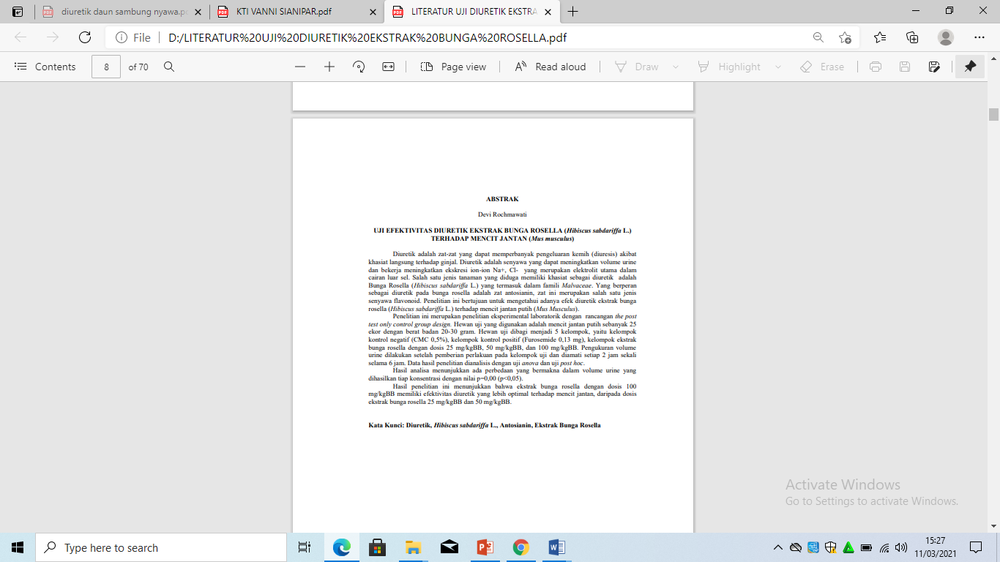 diuretik daun sambung nyawa.p
KTI VANNI SIANIPAR.pdf
LITERATUR UJI DIURETIK EKSTRA
File
D:/LITERATUR%20UJI%20DIURETIK%20EKSTRAK%20BUNGA%20ROSELLA.pdf
Contents
8
of 70
Page view
Read aloud
Draw
Highlight
Erase
ABSTRAK
Devi Rochmawati
UJI EFEKTIVITAS DIURETIK EKSTRAK BUNGA ROSELLA (Hibiscus sabdariffa L.)
TERHADAP MENCIT JANTAN (Mus musculus)
Diuretik adalah zat-zat yang dapat memperbanyak pengeluaran kemih (diuresis) akibat
khasiat langsung terhadap ginjal. Diuretik adalah senyawa yang dapat meningkatkan volume urine
dan bekerja meningkatkan ekskresi ion-ion Na+, Cl- yang merupakan elektrolit utama dalam
cairan luar sel. Salah satu jenis tanaman yang diduga memiliki khasiat sebagai diuretik adalah
Bunga Rosella (Hibiscus sabdariffa L.) yang termasuk dalam famili Malvaceae. Yang berperan
sebagai diuretik pada bunga rosella adalah zat antosianin, zat ini merupakan salah satu jenis
senyawa flavonoid. Penelitian ini bertujuan untuk mengetahui adanya efek diuretik ekstrak bunga
rosella (Hibiscus sabdariffa L.) terhadap mencit jantan putih (Mus Musculus).
Penelitian ini merupakan penelitian eksperimental laboratorik dengan rancangan the post
test only control group design. Hewan uji yang digunakan adalah mencit jantan putih sebanyak 25
ekor dengan berat badan 20-30 gram. Hewan uji dibagi menjadi 5 kelompok, yaitu kelompok
kontrol negatif (CMC 0,5%), kelompok kontrol positif (Furosemide 0,13 mg), kelompok ekstrak
bunga rosella dengan dosis 25 mg/kgBB, 50 mg/kgBB, dan 100 mg/kgBB. Pengukuran volume
urine dilakukan setelah pemberian perlakuan pada kelompok uji dan diamati setiap 2 jam sekali
selama 6 jam. Data hasil penelitian dianalisis dengan uji anova dan uji post hoc.
Hasil analisa menunjukkan ada perbedaan yang bermakna dalam volume urine yang
dihasilkan tiap konsentrasi dengan nilai p=0,00 (p<0,05).
Hasil penelitian ini menunjukkan bahwa ekstrak bunga rosella dengan dosis 100
mg/kgBB memiliki efektivitas diuretik yang lebih optimal terhadap mencit jantan, daripada dosis
ekstrak bunga rosella 25 mg/kgBB dan 50 mg/kgBB.
Kata Kunci: Diuretik, Hibiscus sabdariffa L., Antosianin, Ekstrak Bunga Rosella
Activate Windows
Go to Settings to activate Windows.
Type here to search
15:27
11/03/2021